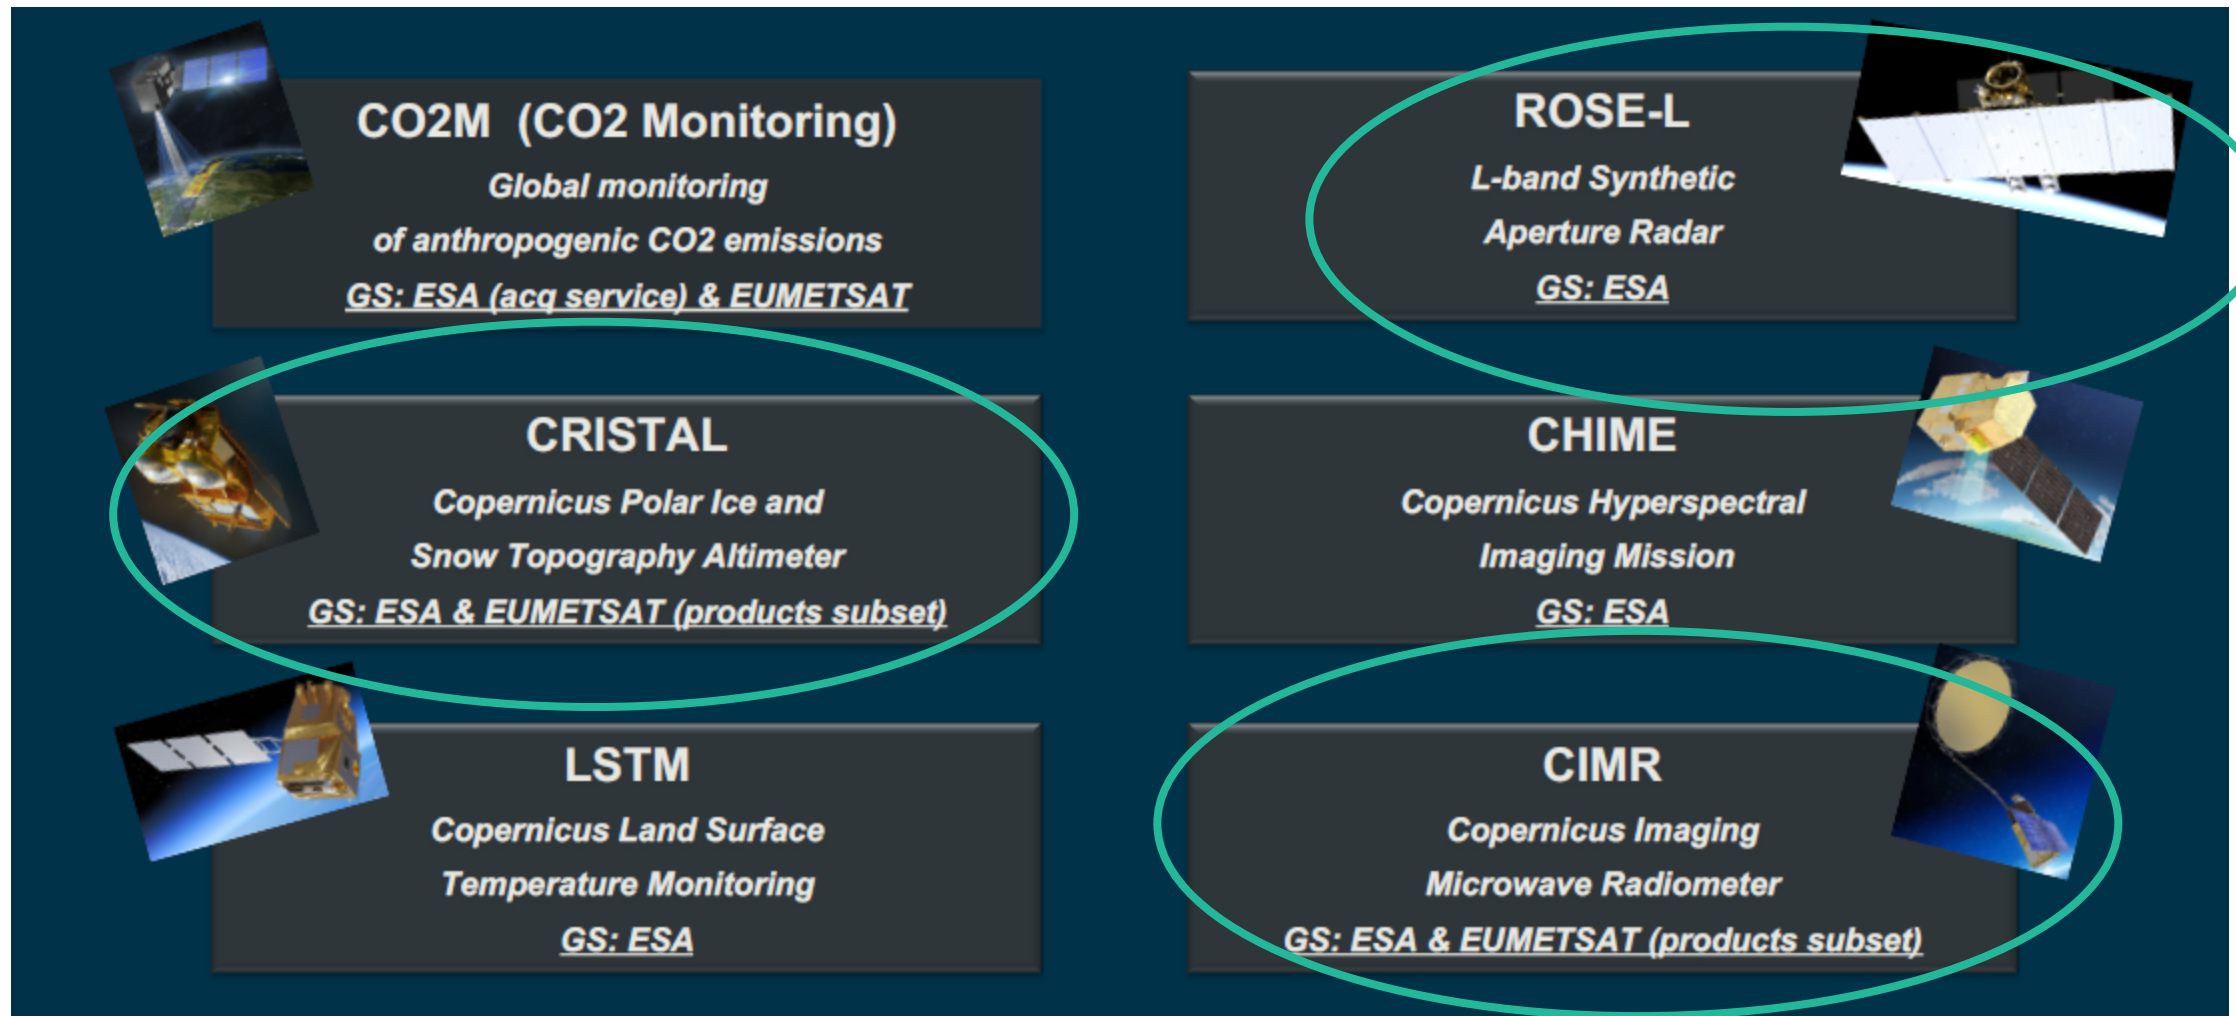 CO2M (CO2 Monitoring)
Global monitoring
of anthropogenic CO2 emissions
GS: ESA (acq service) & EUMETSAT
ROSE-L
L-band Synthetic
Aperture Radar
GS: ESA
CRISTAL
Copernicus Polar Ice and
Snow Topography Altimeter
GS: ESA & EUMETSAT (products subset)
CHIME
Copernicus Hyperspectral
Imaging Mission
GS: ESA
LSTM
Copernicus Land Surface
Temperature Monitoring
GS: ESA
CIMR
Copernicus Imaging
Microwave Radiometer
GS: ESA & EUMETSAT (products subset)